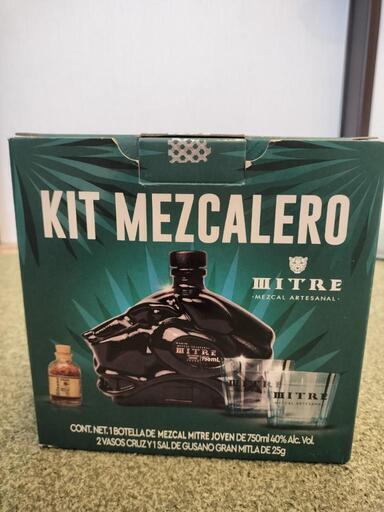 KIT MEZCALERO
MITRE
·MEZCAL ARTESANAL·
MITRE
750mL
MITRE
CONT. NET. 1 BOTELLA DE MEZCAL MITRE JOVEN DE 750ml 40% Alc. Vol.
2 VASOS CRUZ Y 1 SAL DE GUSANO GRAN MITLA DE 25g